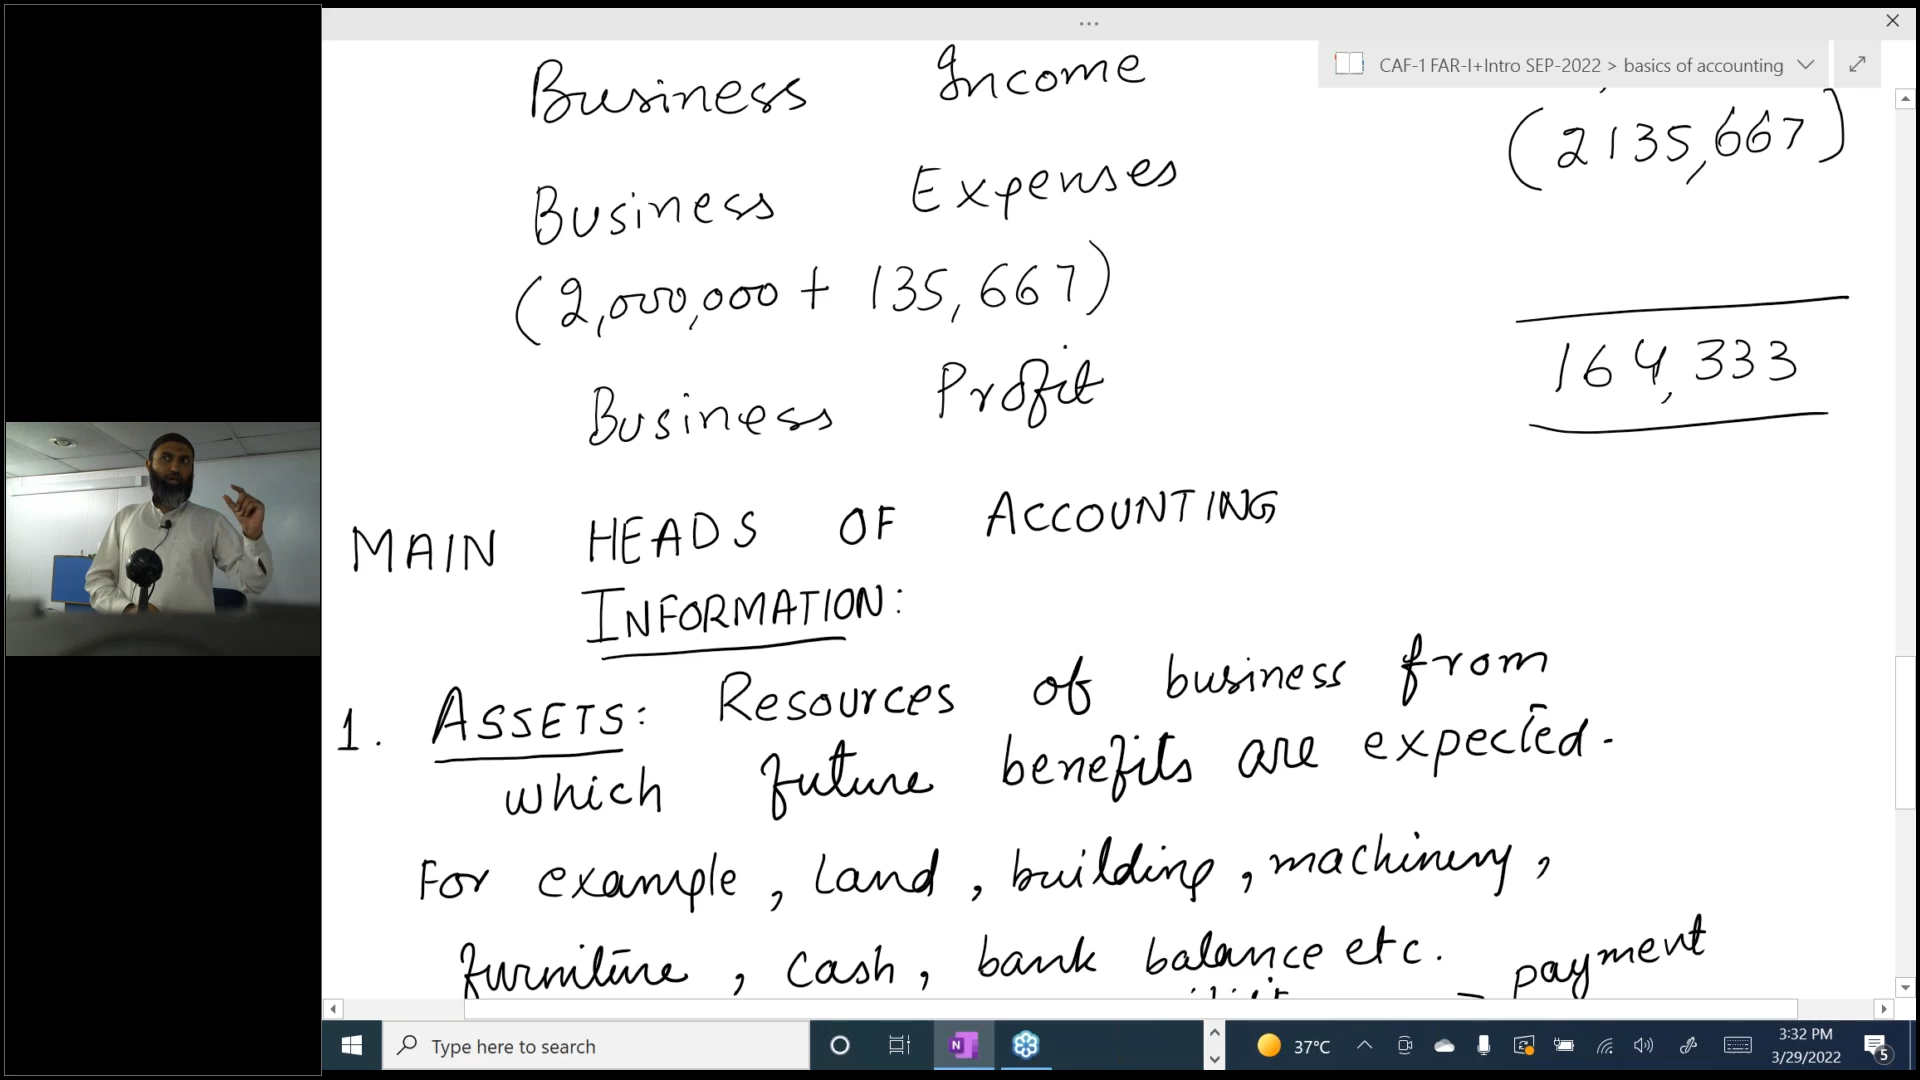 CAF-1 FAR-I+Intro SEP-2022 > basics of accounting
Business Income
(2135,667)
Business Expenses
(2,000,000 + 135,667)
Business Profit
164,333
MAIN HEADS OF ACCOUNTING
INFORMATION:
1. ASSETS: Resources of business from
which future benefits are expected.
For example, Land, building, machinery,
furniture, cash, bank balance etc.
payment
Type here to search
N
37°C
3:32 PM
3/29/2022
5